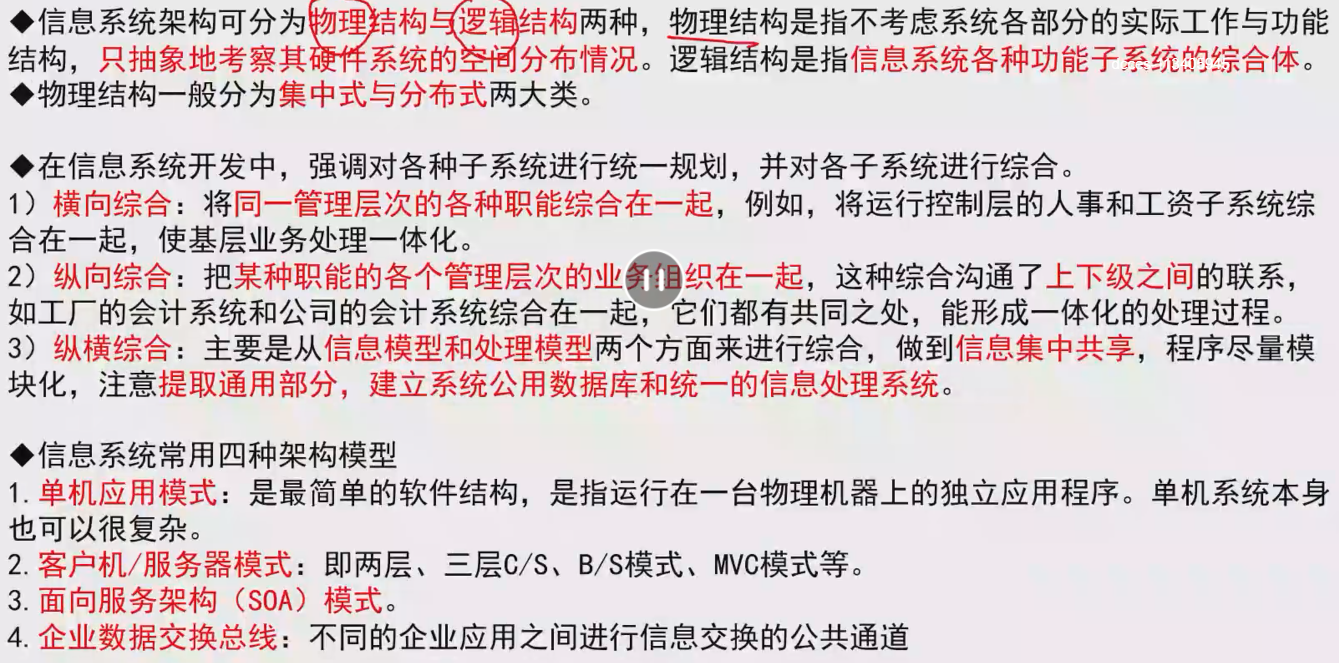 ◆信息系统架构可分为物理结构与逻辑结构两种，物理结构是指不考虑系统各部分的实际工作与功能
结构，只抽象地考察其硬件系统的空间分布情况。逻辑结构是指信息系统各种功能子系统的综合体。
◆物理结构一般分为集中式与分布式两大类。
◆在信息系统开发中，强调对各种子系统进行统一规划，并对各子系统进行综合。
1）横向综合：将同一管理层次的各种职能综合在一起，例如，将运行控制层的人事和工资子系统综
合在一起，使基层业务处理一体化。
2）纵向综合：把某种职能的各个管理层次的业务组织在一起，这种综合沟通了上下级之间的联系，
如工厂的会计系统和公司的会计系统综合在一起，它们都有共同之处，能形成一体化的处理过程。
3）纵横综合：主要是从信息模型和处理模型两个方面来进行综合，做到信息集中共享，程序尽量模
块化，注意提取通用部分，建立系统公用数据库和统一的信息处理系统。
◆信息系统常用四种架构模型
1. 单机应用模式：是最简单的软件结构，是指运行在一台物理机器上的独立应用程序。单机系统本身
也可以很复杂。
2. 客户机/服务器模式：即两层、三层C/S、B/S模式、MVC模式等。
3. 面向服务架构（SOA）模式。
4. 企业数据交换总线：不同的企业应用之间进行信息交换的公共通道